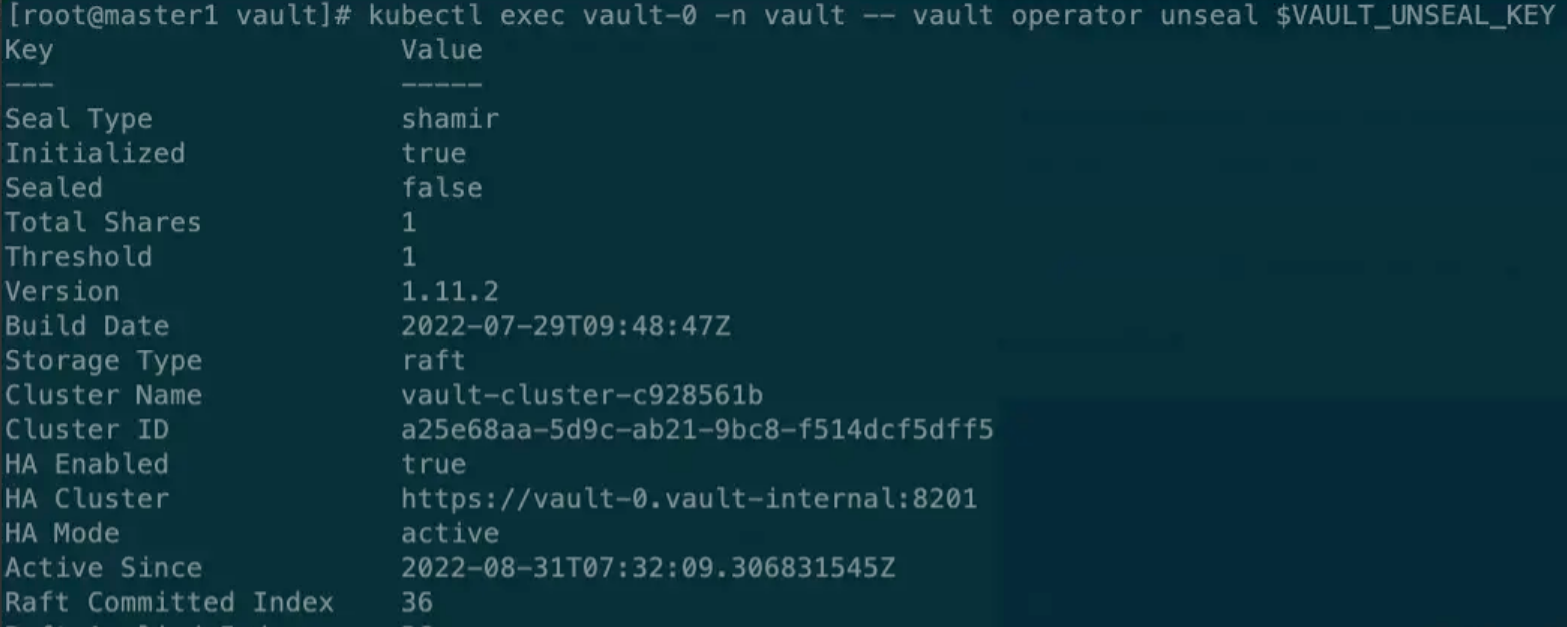 [root@master1 vault]# kubectl exec vault-0 -n vault -- vault operator unseal $VAULT_UNSEAL_KEY
Key                     Value
---                     -----
Seal Type               shamir
Initialized             true
Sealed                  false
Total Shares            1
Threshold               1
Version                 1.11.2
Build Date              2022-07-29T09:48:47Z
Storage Type            raft
Cluster Name            vault-cluster-c928561b
Cluster ID              a25e68aa-5d9c-ab21-9bc8-f514dcf5dff5
HA Enabled              true
HA Cluster              https://vault-0.vault-internal:8201
HA Mode                 active
Active Since            2022-08-31T07:32:09.306831545Z
Raft Committed Index    36